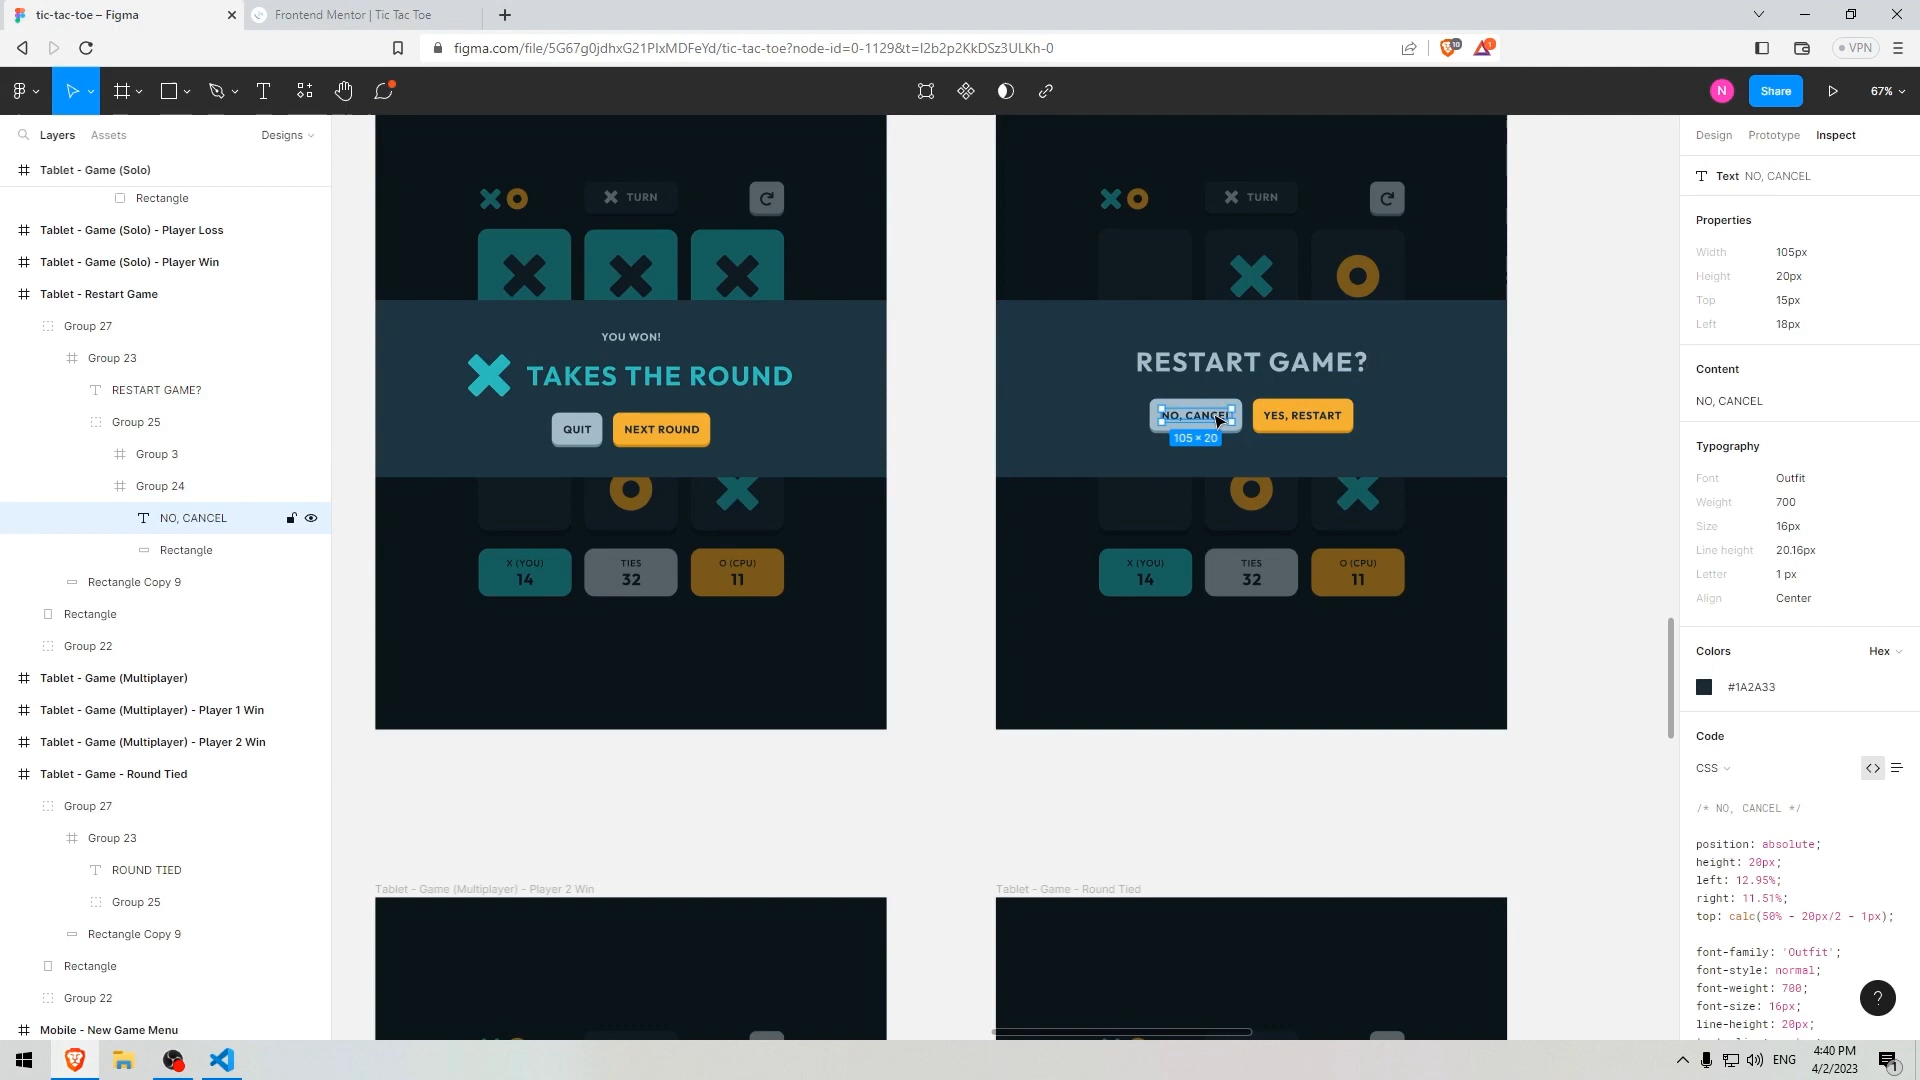 tic-tac-toe – Figma
Frontend Mentor | Tic Tac Toe
figma.com/file/5G67g0jdhxG21PIxMDFeYd/tic-tac-toe?node-id=0-1129&t=I2b2p2KkDSz3ULKh-0
10
1
VPN
N
Share
67%
Layers
Assets
Designs
Tablet - Game (Solo)
Rectangle
Tablet - Game (Solo) - Player Loss
Tablet - Game (Solo) - Player Win
Tablet - Restart Game
Group 27
Group 23
RESTART GAME?
Group 25
Group 3
Group 24
NO, CANCEL
Rectangle
Rectangle Copy 9
Rectangle
Group 22
Tablet - Game (Multiplayer)
Tablet - Game (Multiplayer) - Player 1 Win
Tablet - Game (Multiplayer) - Player 2 Win
Tablet - Game - Round Tied
Group 27
Group 23
ROUND TIED
Group 25
Rectangle Copy 9
Rectangle
Group 22
Mobile - New Game Menu
TURN
YOU WON!
TAKES THE ROUND
QUIT
NEXT ROUND
X (YOU)
14
TIES
32
O (CPU)
11
TURN
RESTART GAME?
NO, CANCEL
YES, RESTART
105 × 20
X (YOU)
14
TIES
32
O (CPU)
11
Tablet - Game (Multiplayer) - Player 2 Win
Tablet - Game - Round Tied
Design
Prototype
Inspect
Text NO, CANCEL
Properties
Width 105px
Height 20px
Top 15px
Left 18px
Content
NO, CANCEL
Typography
Font Outfit
Weight 700
Size 16px
Line height 20.16px
Letter 1 px
Align Center
Colors
Hex
#1A2A33
Code
CSS
/* NO, CANCEL */
position: absolute;
height: 20px;
left: 12.95%;
right: 11.51%;
top: calc(50% - 20px/2 - 1px);
font-family: 'Outfit';
font-style: normal;
font-weight: 700;
font-size: 16px;
line-height: 20px;
?
ENG
4:40 PM
4/2/2023
1